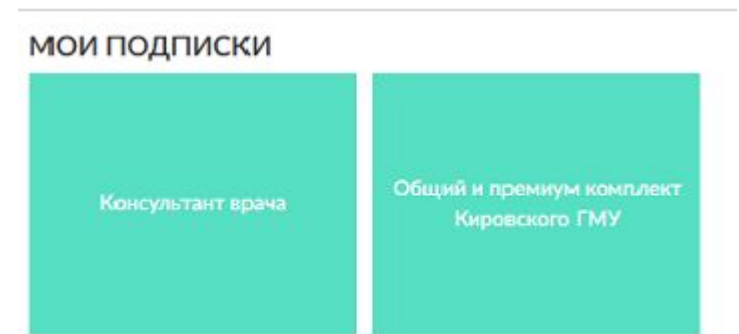 МОИ ПОДПИСКИ
Консультант врача
Общий и премиум комплект
Кировского ГМУ